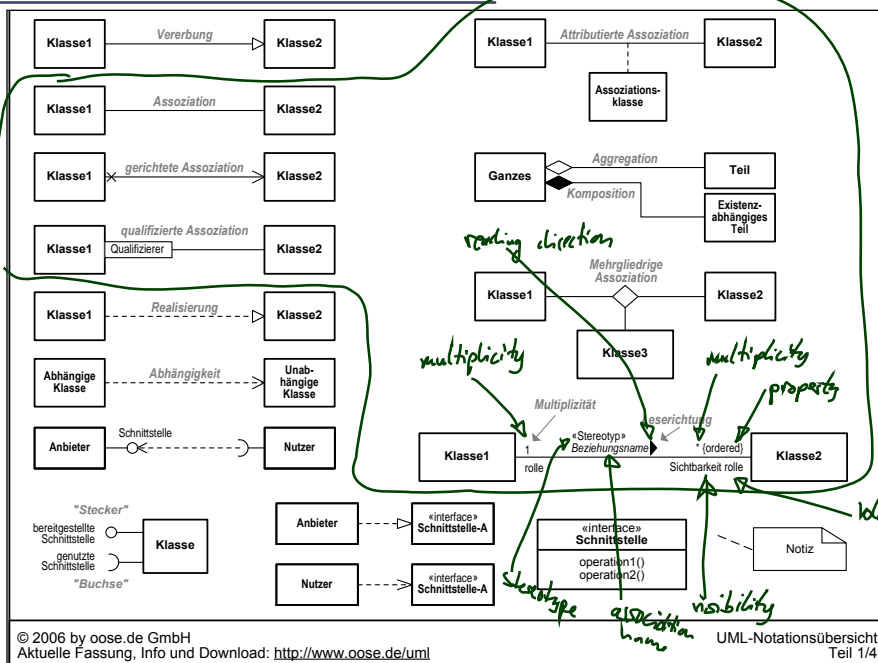 Klasse1 Vererbung Klasse2
Klasse1 Assoziation Klasse2
Klasse1 gerichtete Assoziation Klasse2
qualifizierte Assoziation
Klasse1 Qualifizierer Klasse2
Klasse1 Realisierung Klasse2
Abhängige
Klasse
Abhängigkeit
Unab-
hängige
Klasse
Anbieter Schnittstelle Nutzer
"Stecker"
bereitgestellte
Schnittstelle
genutzte
Schnittstelle
"Buchse"
Klasse
Klasse1 Attributierte Assoziation Klasse2
Assoziations-
klasse
Ganzes
Aggregation
Teil
Komposition
Existenz-
abhängiges
Teil
reading direction
Mehrgliedrige
Assoziation
Klasse1 Klasse2
Klasse3
multiplicity
multiplicity
property
Multiplizität
eserichtung
Klasse1
1
rolle
«Stereotyp»
Beziehungsname
* {ordered}
Sichtbarkeit rolle
Klasse2
Anbieter
«interface»
Schnittstelle-A
Nutzer
«interface»
Schnittstelle-A
«interface»
Schnittstelle
operation1()
operation2()
Notiz
stereotype
association
name
visibility
© 2006 by oose.de GmbH
Aktuelle Fassung, Info und Download: http://www.oose.de/uml
UML-Notationsübersicht
Teil 1/4